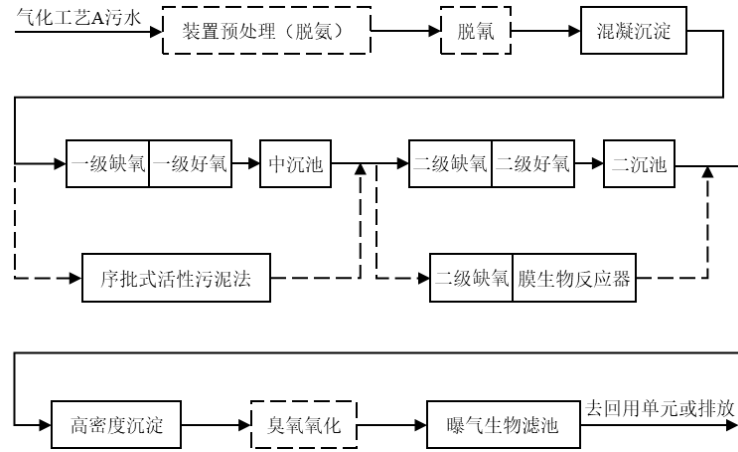 气化工艺A污水
装置预处理（脱氨）
脱氰
混凝沉淀
一级缺氧
一级好氧
中沉池
二级缺氧
二级好氧
二沉池
序批式活性污泥法
二级缺氧
膜生物反应器
高密度沉淀
臭氧氧化
曝气生物滤池
去回用单元或排放